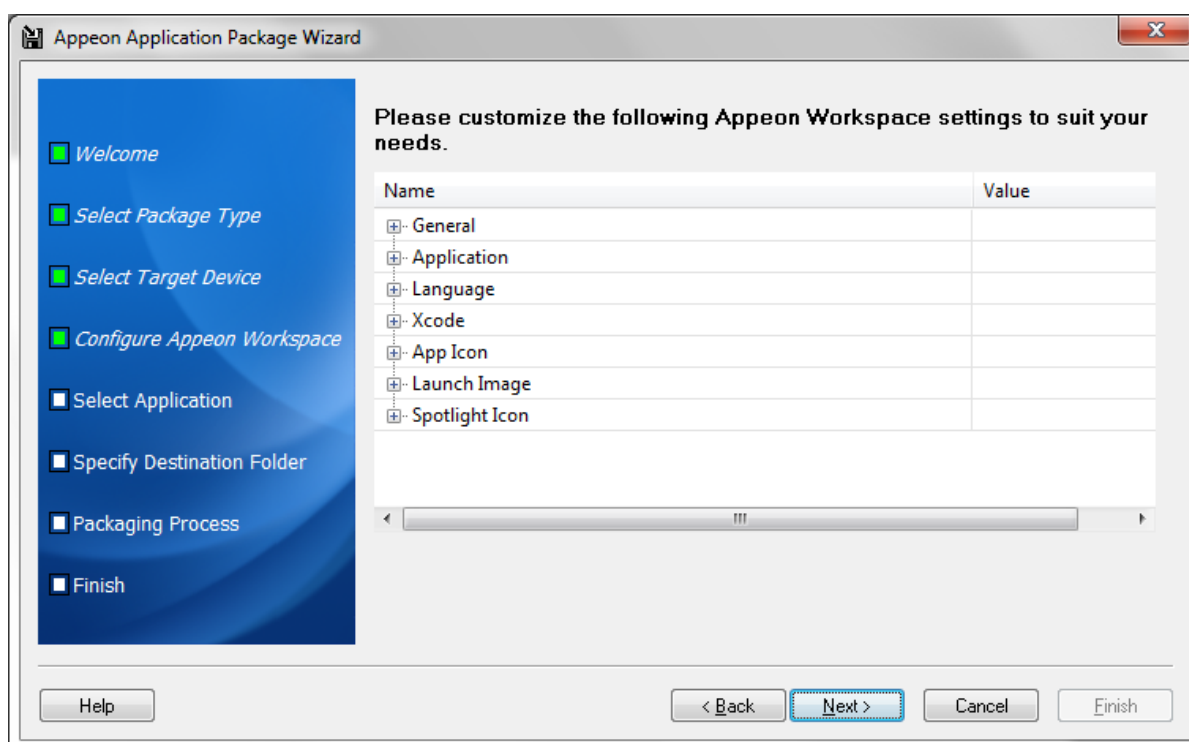 Appeon Application Package Wizard
Welcome
Select Package Type
Select Target Device
Configure Appeon Workspace
Select Application
Specify Destination Folder
Packaging Process
Finish
Please customize the following Appeon Workspace settings to suit your
needs.
Name Value
General
Application
Language
Xcode
App Icon
Launch Image
Spotlight Icon
Help < Back Next > Cancel Finish